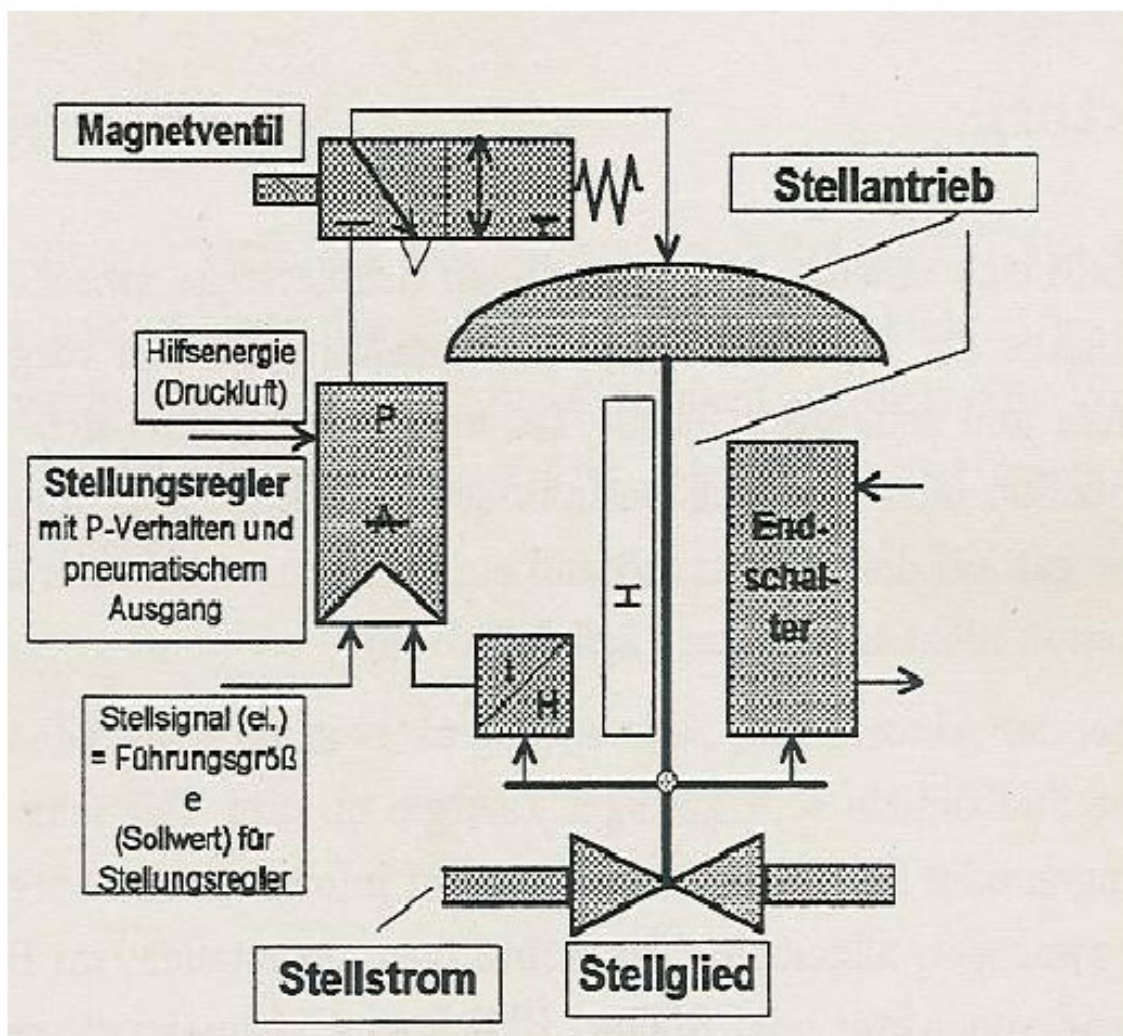 Magnetventil
Stellantrieb
Hilfsenergie
(Druckluft)
P
A
Stellungsregler
mit P-Verhalten und
pneumatischem
Ausgang
H
End-
schal-
ter
I
H
Stellsignal (el.)
= Führungsgröß
e
(Sollwert) für
Stellungsregler
Stellstrom
Stellglied